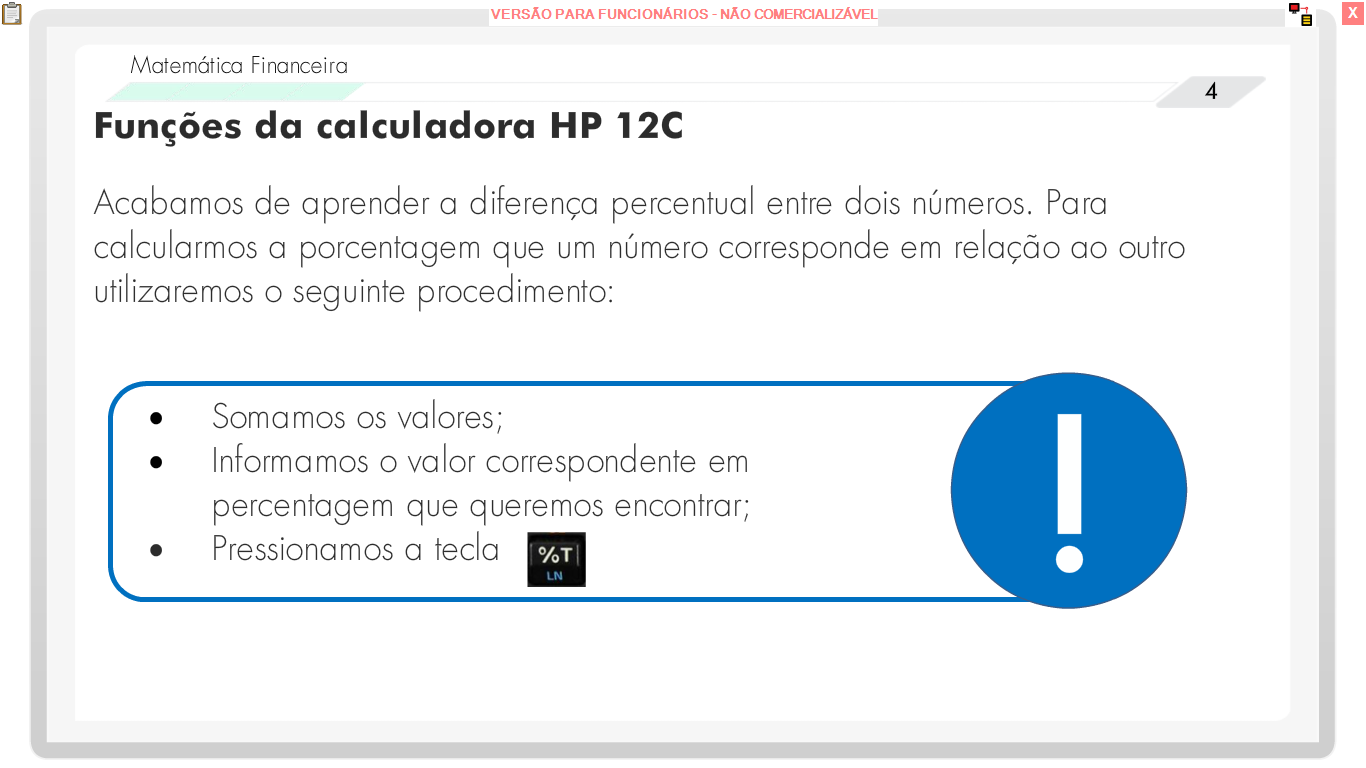 VERSÃO PARA FUNCIONÁRIOS - NÃO COMERCIALIZÁVEL
X
Matemática Financeira
4
Funções da calculadora HP 12C
Acabamos de aprender a diferença percentual entre dois números. Para
calcularmos a porcentagem que um número corresponde em relação ao outro
utilizaremos o seguinte procedimento:
• Somamos os valores;
• Informamos o valor correspondente em
percentagem que queremos encontrar;
• Pressionamos a tecla
%T
LN
!